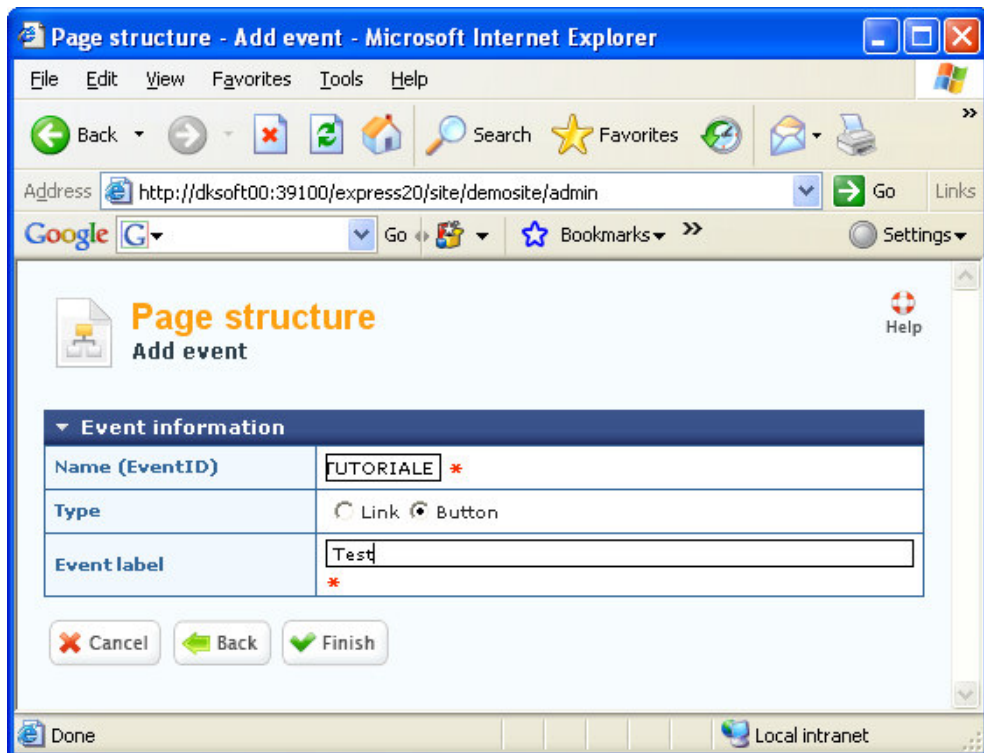 Page structure - Add event - Microsoft Internet Explorer
File Edit View Favorites Tools Help
Back Search Favorites »
Address http://dksoft00:39100/express20/site/demosite/admin Go Links
Google G Go Bookmarks » Settings
Page structure
Help
Add event
Event information
Name (EventID) TUTORIALE *
Type Link Button
Event label Test
*
Cancel Back Finish
Done Local intranet